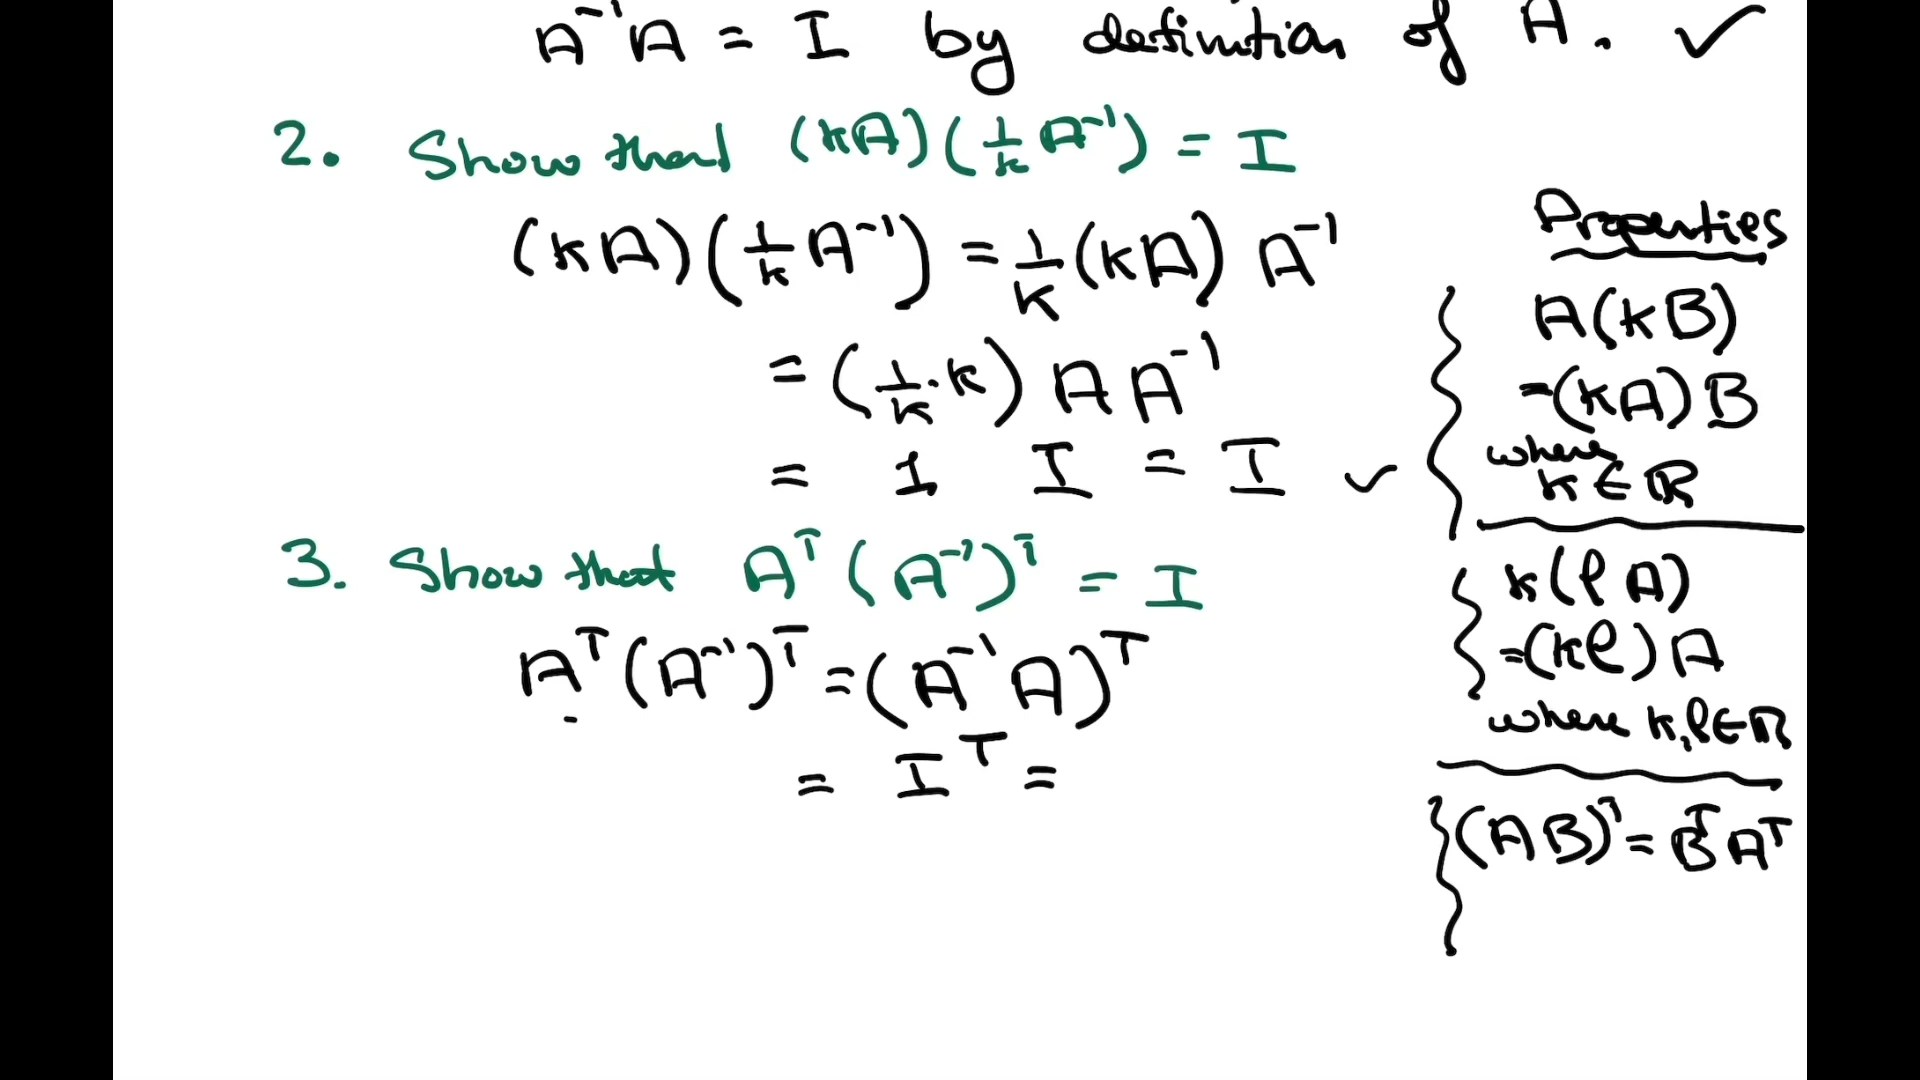 A⁻¹A = I by definition of A. ✓
2. Show that (kA)(1/k A⁻¹) = I
(kA)(1/k A⁻¹) = 1/k (kA) A⁻¹
= (1/k · k) A A⁻¹
= 1 I = I ✓
3. Show that Aᵀ(A⁻¹)ᵀ = I
Aᵀ(A⁻¹)ᵀ = (A⁻¹A)ᵀ
= Iᵀ =
Properties
A(kB)
=(kA)B
where
k ∈ ℝ
k(ℓA)
=(kℓ)A
where k,ℓ∈ℝ
(AB)ᵀ = BᵀAᵀ